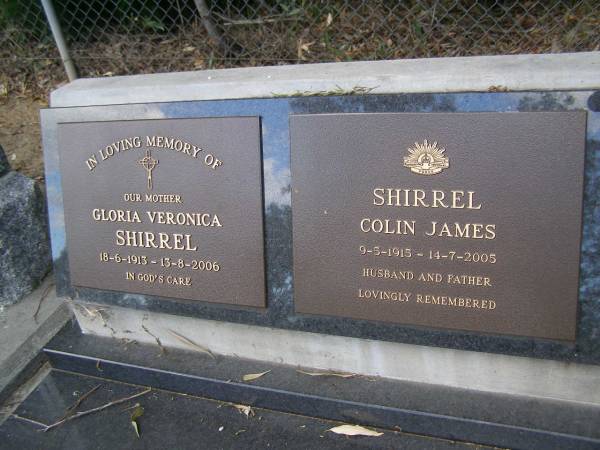 IN LOVING MEMORY OF
OUR MOTHER
GLORIA VERONICA
SHIRREL
18-6-1913 - 13-8-2006
IN GOD'S CARE
SHIRREL
COLIN JAMES
9-5-1915 - 14-7-2005
HUSBAND AND FATHER
LOVINGLY REMEMBERED